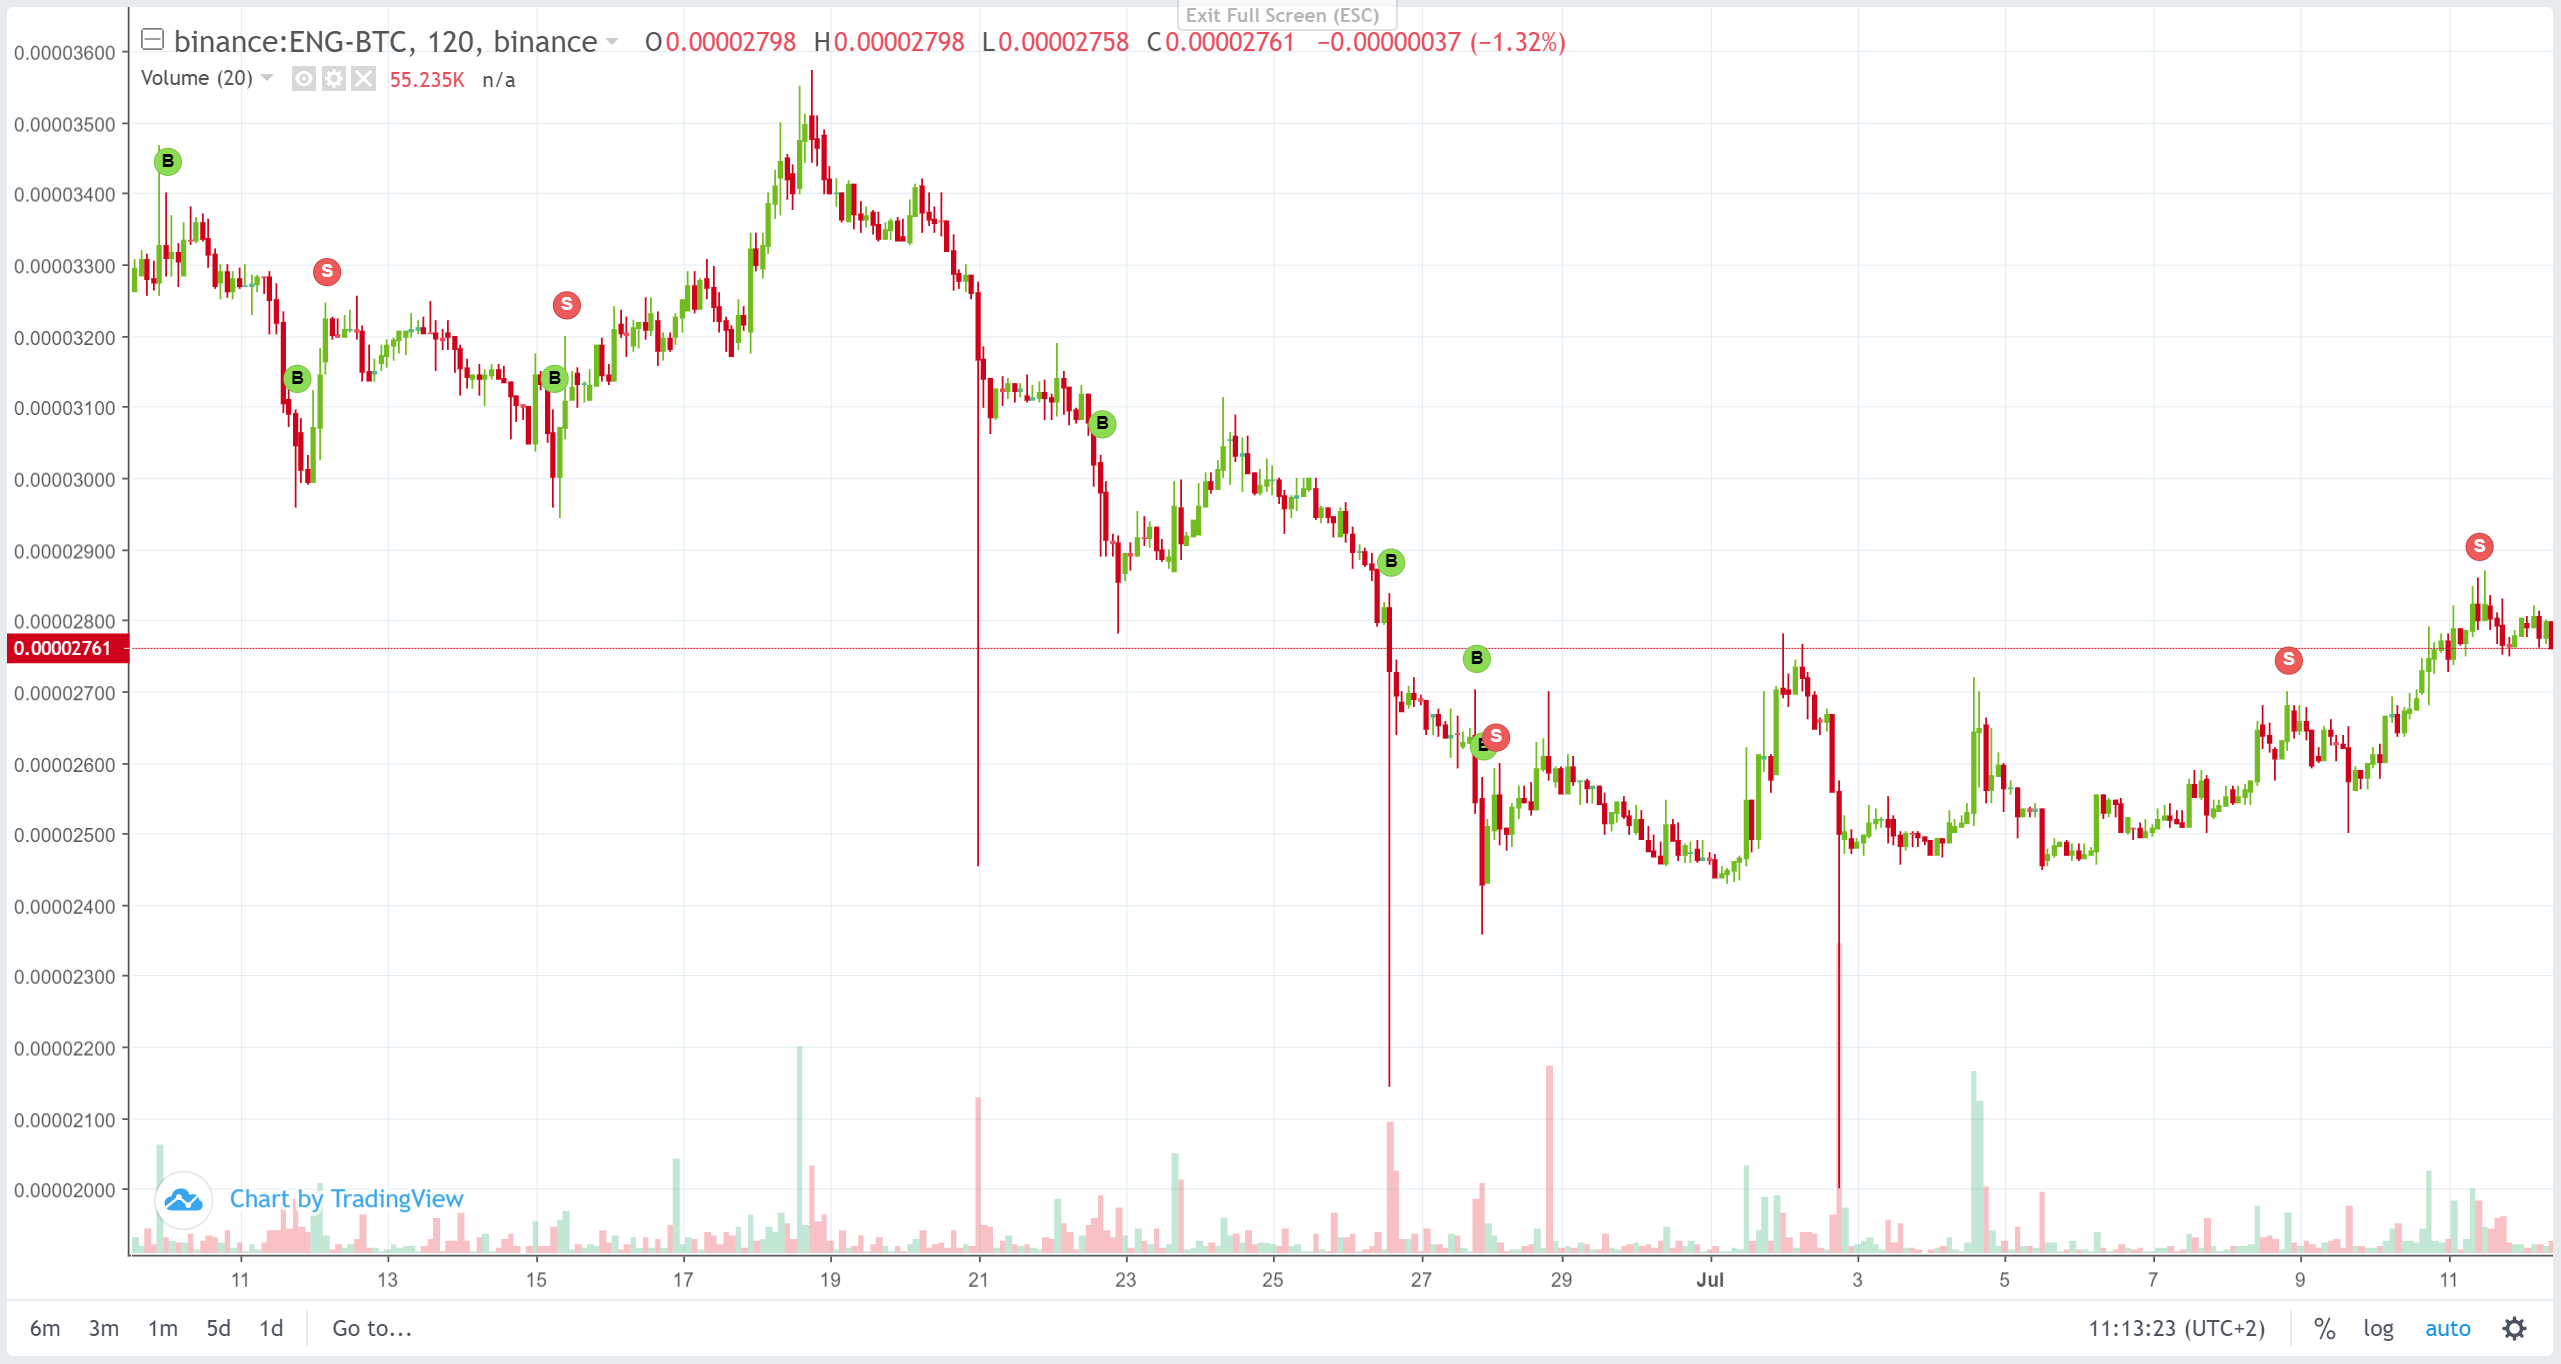 Exit Full Screen (ESC)
binance:ENG-BTC, 120, binance O0.00002798 H0.00002798 L0.00002758 C0.00002761 −0.00000037 (−1.32%)
Volume (20) 55.235K n/a
0.00003600
0.00003500
0.00003400
0.00003300
0.00003200
0.00003100
0.00003000
0.00002900
0.00002800
0.00002761
0.00002700
0.00002600
0.00002500
0.00002400
0.00002300
0.00002200
0.00002100
0.00002000
B
S
B
S
B
B
B
B
B
S
S
S
Chart by TradingView
11 13 15 17 19 21 23 25 27 29 Jul 3 5 7 9 11
6m 3m 1m 5d 1d Go to... 11:13:23 (UTC+2) % log auto